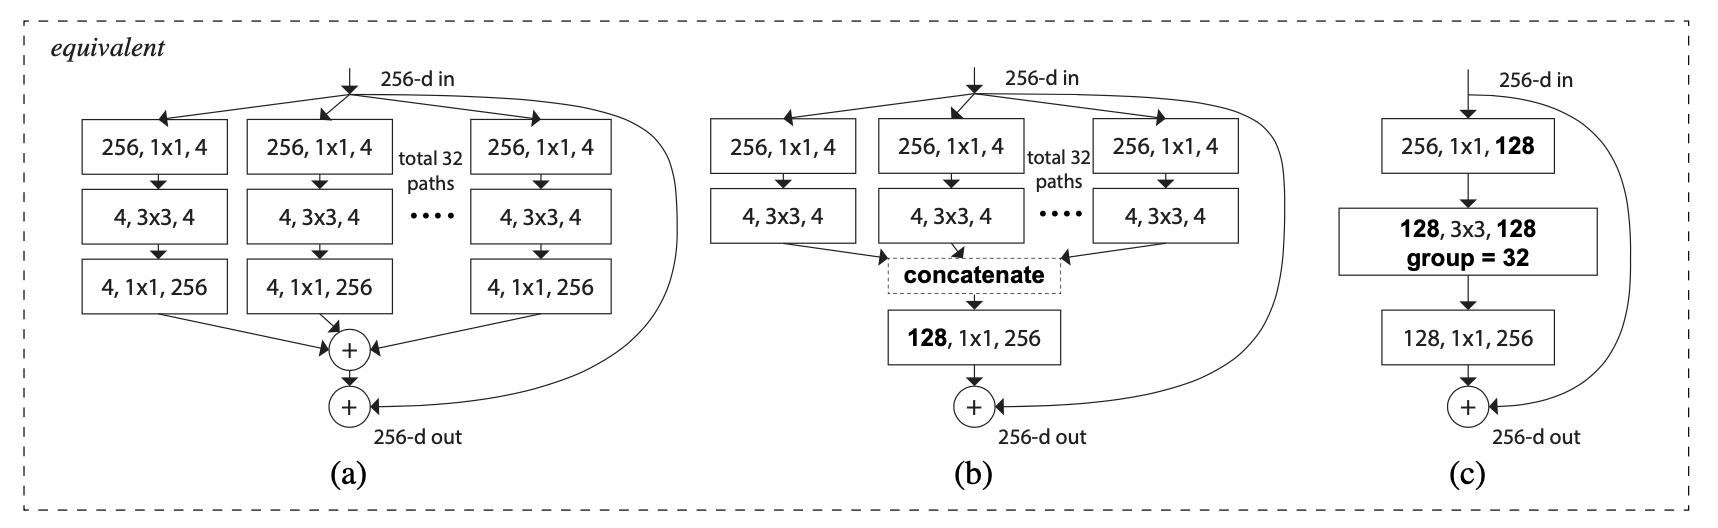 equivalent
256-d in
256, 1x1, 4
256, 1x1, 4
total 32
paths
256, 1x1, 4
4, 3x3, 4
4, 3x3, 4
....
4, 3x3, 4
4, 1x1, 256
4, 1x1, 256
4, 1x1, 256
+
+
256-d out
(a)
256-d in
256, 1x1, 4
256, 1x1, 4
total 32
paths
256, 1x1, 4
4, 3x3, 4
4, 3x3, 4
....
4, 3x3, 4
concatenate
128, 1x1, 256
+
256-d out
(b)
256-d in
256, 1x1, 128
128, 3x3, 128
group = 32
128, 1x1, 256
+
256-d out
(c)